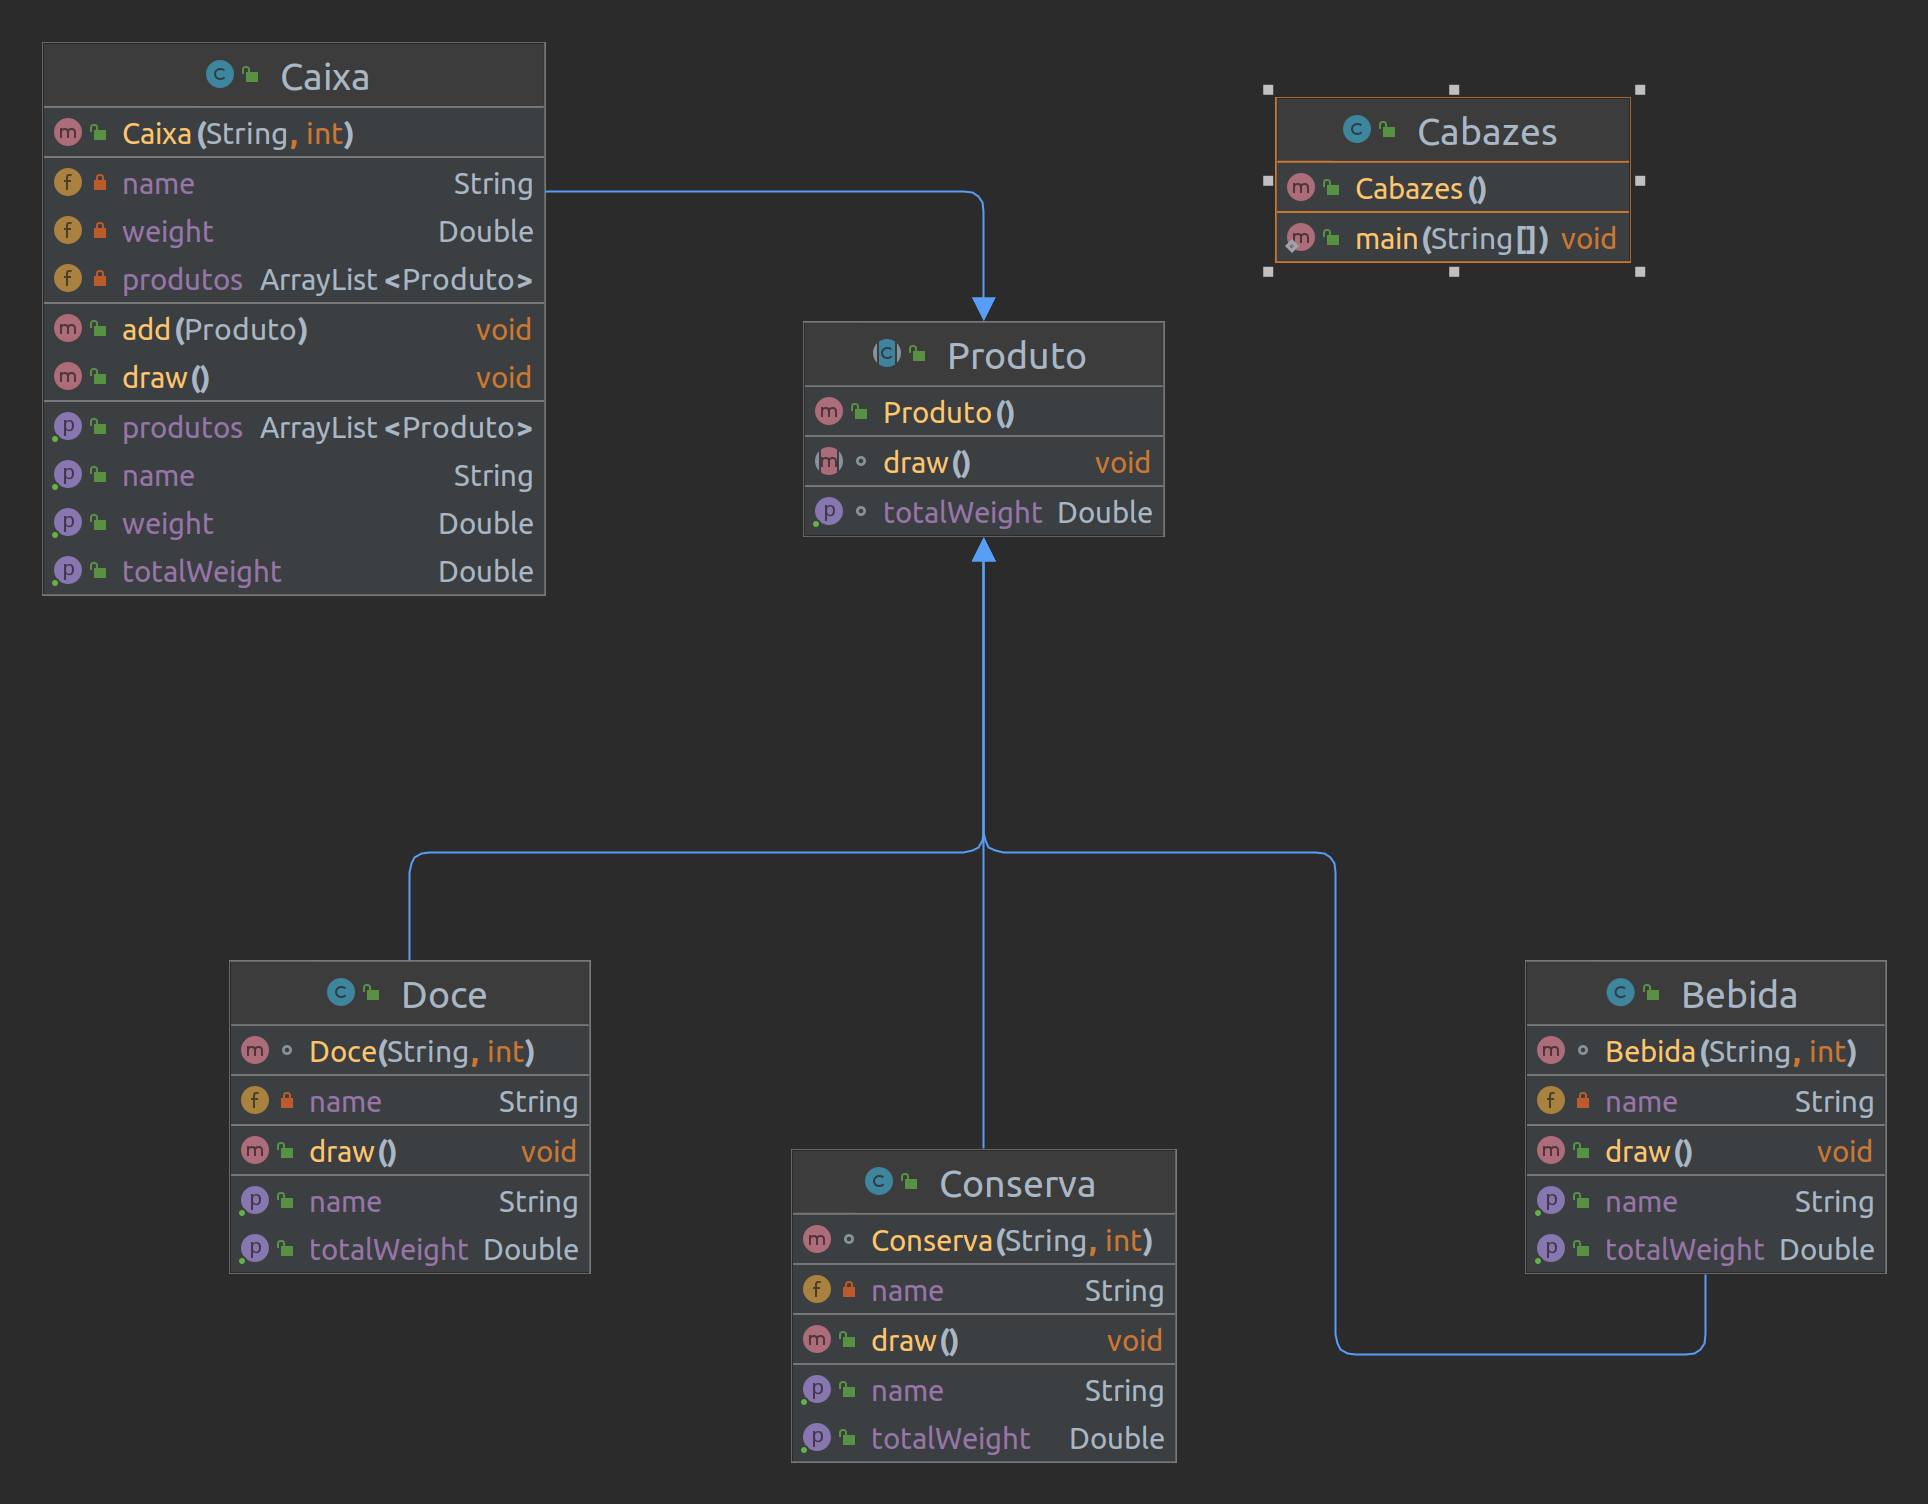 Caixa
Caixa(String, int)
name String
weight Double
produtos ArrayList<Produto>
add(Produto) void
draw() void
produtos ArrayList<Produto>
name String
weight Double
totalWeight Double
Cabazes
Cabazes()
main(String[]) void
Produto
Produto()
draw() void
totalWeight Double
Doce
Doce(String, int)
name String
draw() void
name String
totalWeight Double
Conserva
Conserva(String, int)
name String
draw() void
name String
totalWeight Double
Bebida
Bebida(String, int)
name String
draw() void
name String
totalWeight Double